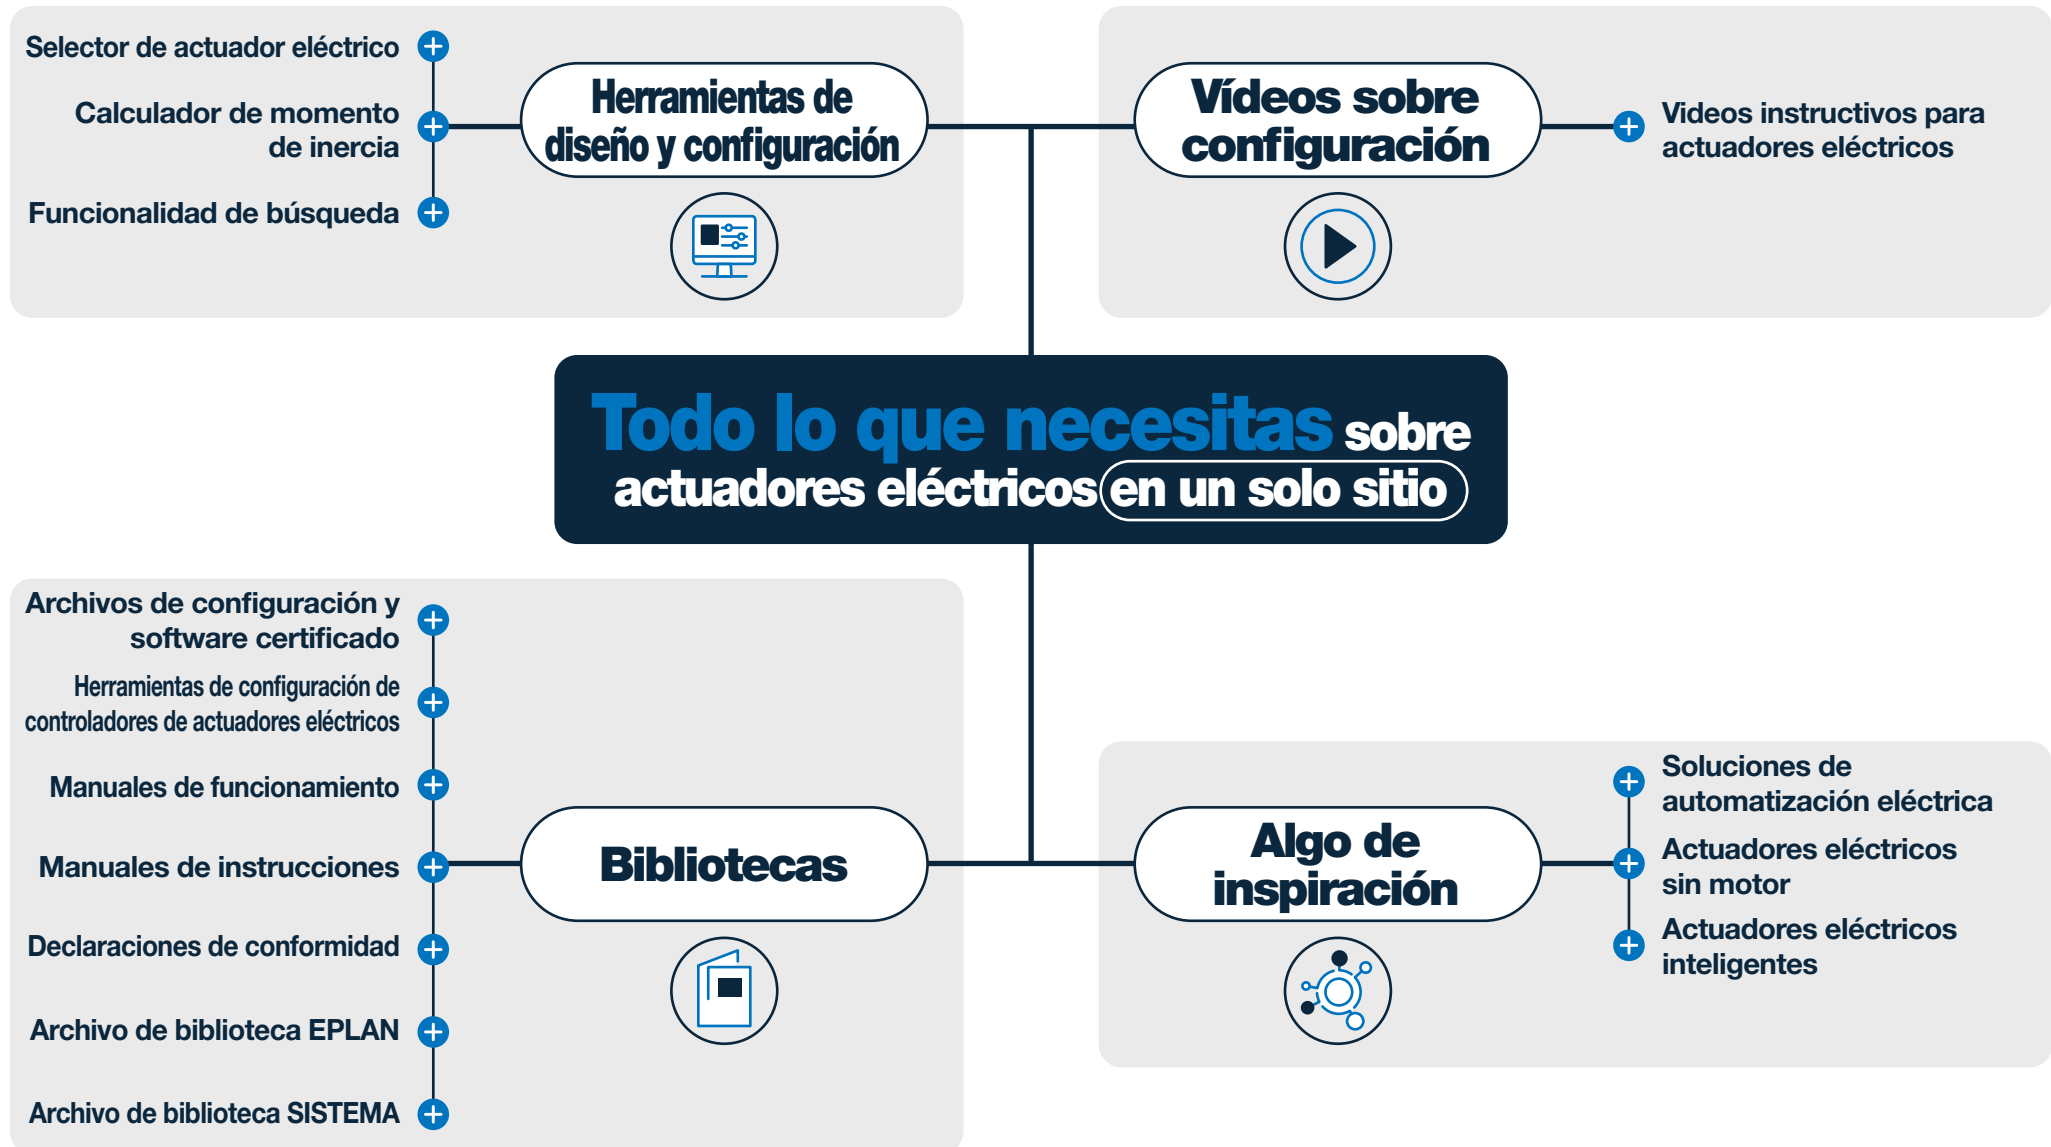 Selector de actuador eléctrico
Calculador de momento
de inercia
Funcionalidad de búsqueda
Herramientas de
diseño y configuración
Vídeos sobre
configuración
Videos instructivos para
actuadores eléctricos
Todo lo que necesitas sobre
actuadores eléctricos en un solo sitio
Archivos de configuración y
software certificado
Herramientas de configuración de
controladores de actuadores eléctricos
Manuales de funcionamiento
Manuales de instrucciones
Declaraciones de conformidad
Archivo de biblioteca EPLAN
Archivo de biblioteca SISTEMA
Bibliotecas
Algo de
inspiración
Soluciones de
automatización eléctrica
Actuadores eléctricos
sin motor
Actuadores eléctricos
inteligentes